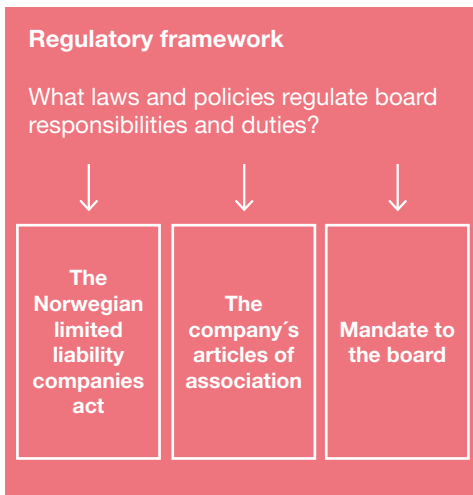 Regulatory framework
What laws and policies regulate board
responsibilities and duties?
The
Norwegian
limited
liability
companies
act
The
company´s
articles of
association
Mandate to
the board